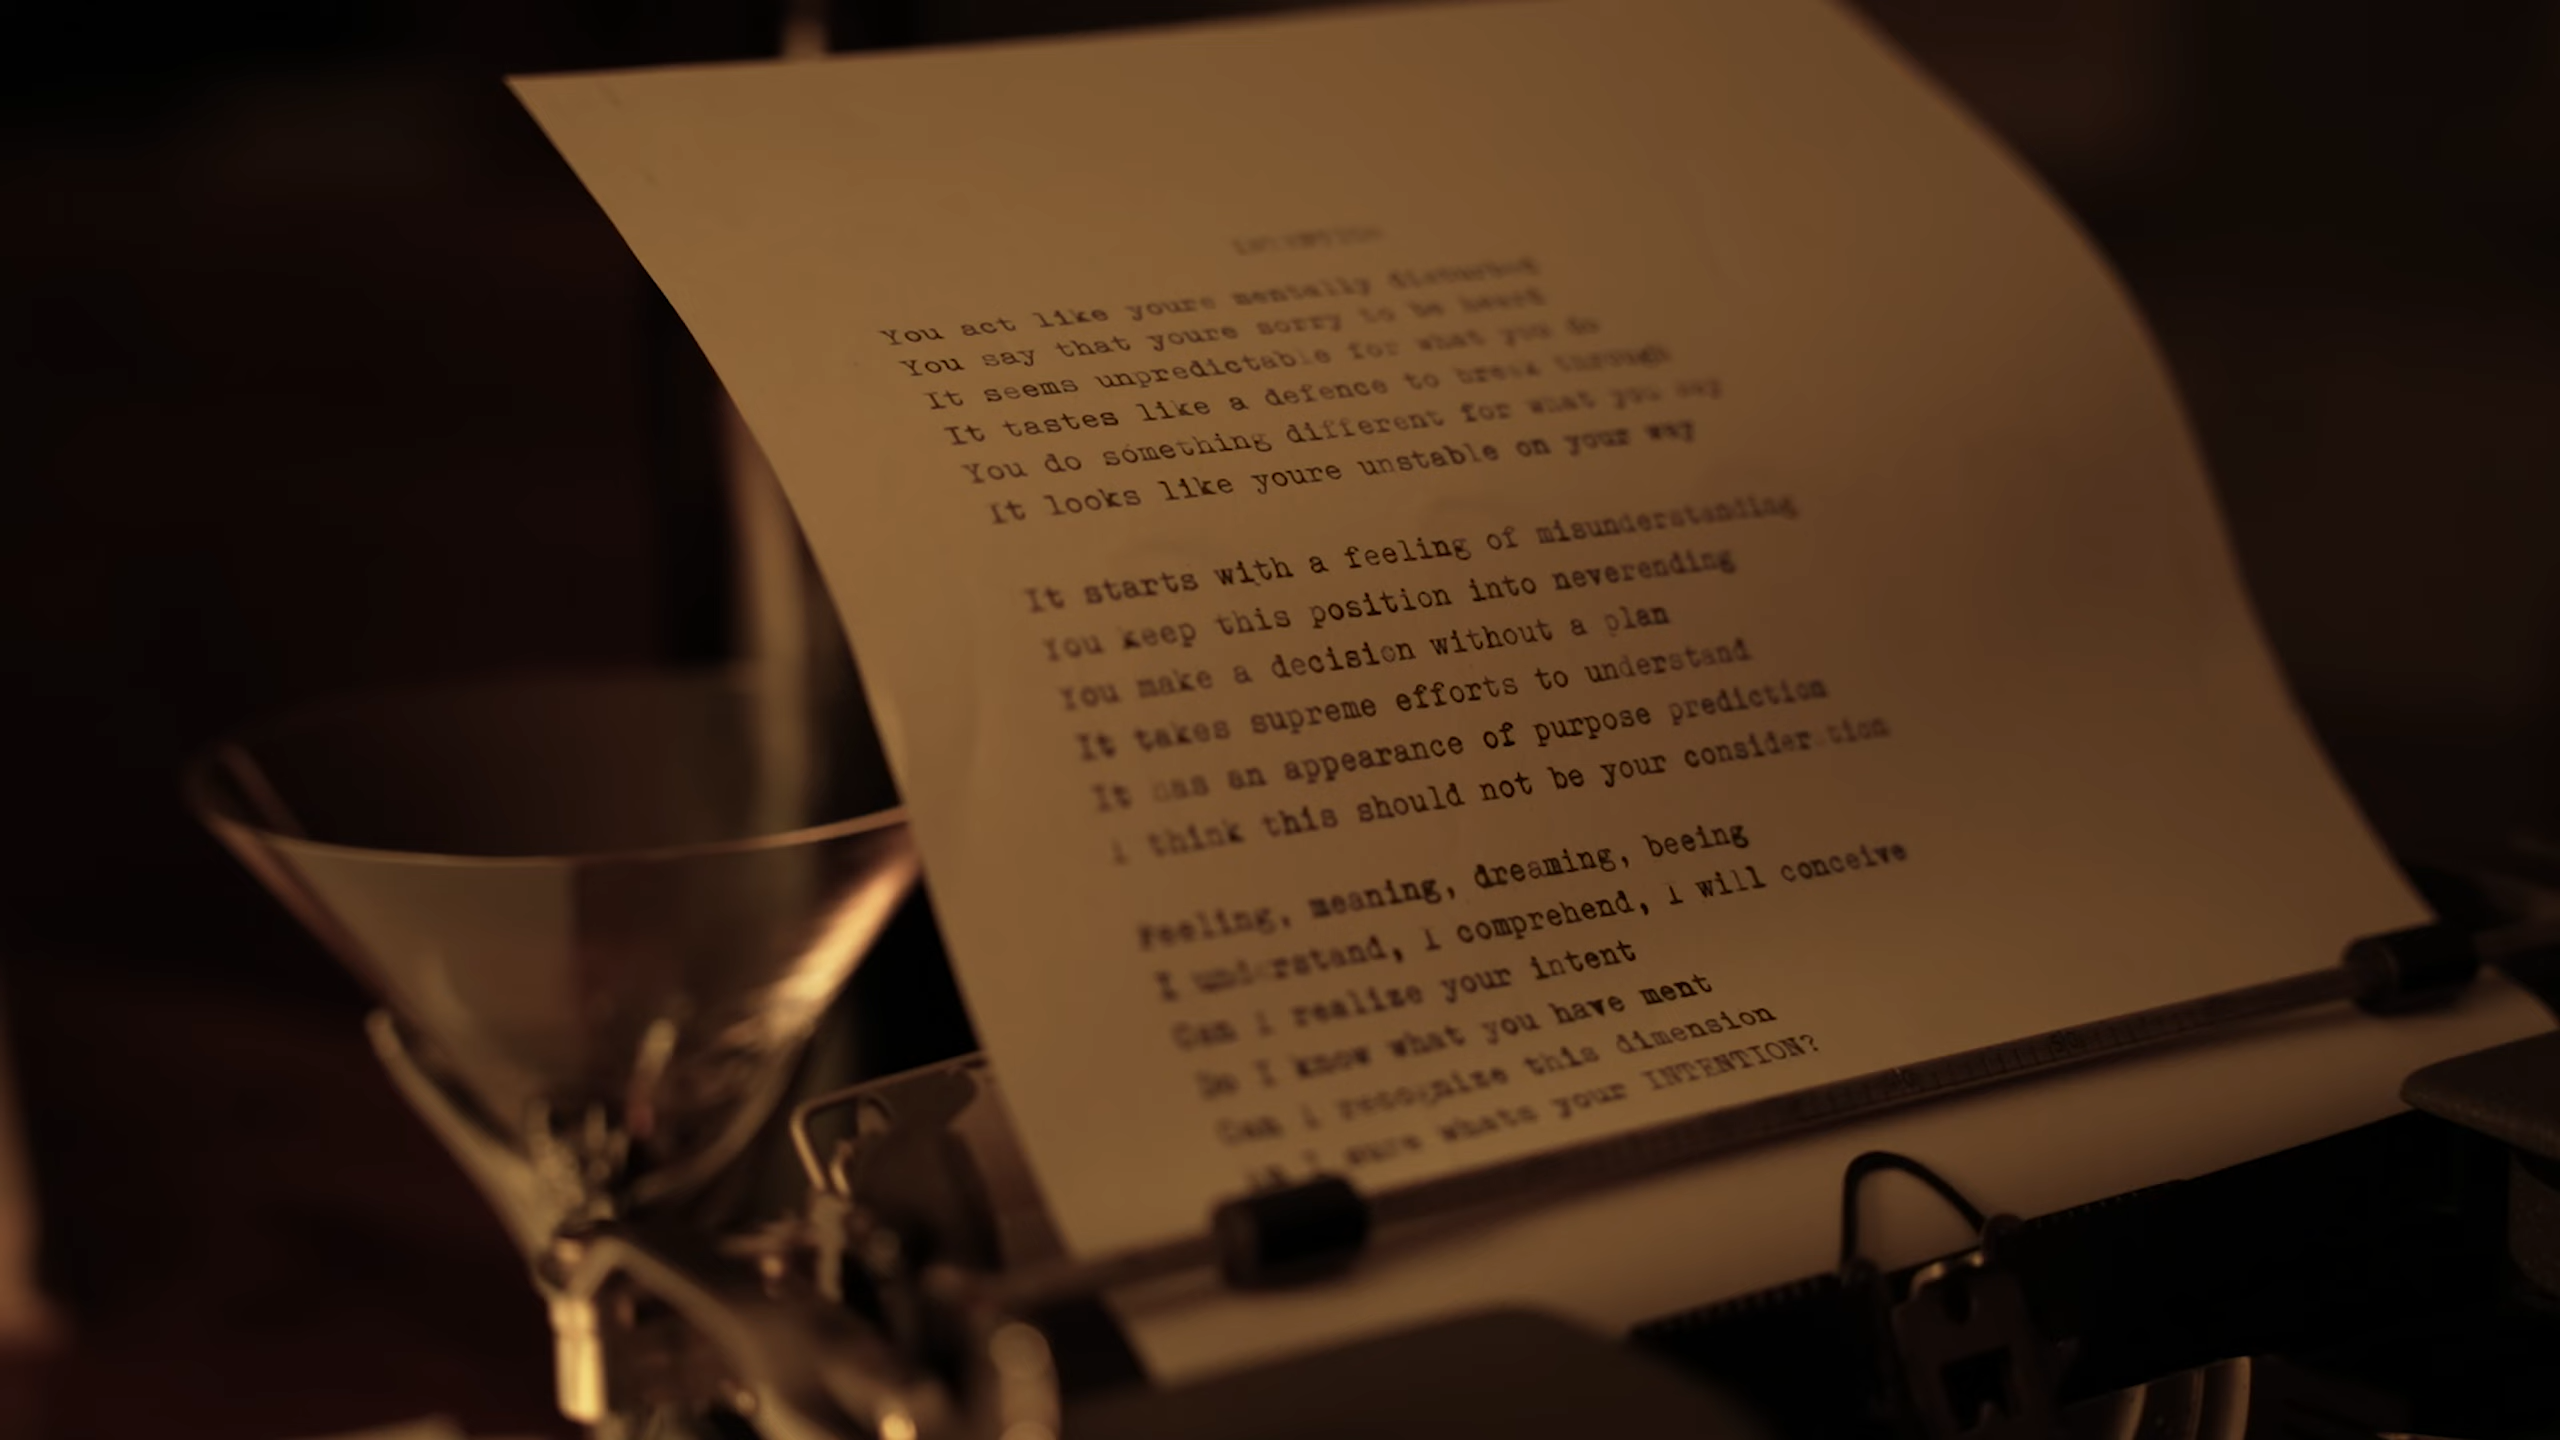 INTENTION
You act like youre mentally disturbed
You say that youre sorry to be heard
It seems unpredictable for what you do
It tastes like a defence to break through
You do something different for what you say
It looks like youre unstable on your way
It starts with a feeling of misunderstanding
You keep this position into neverending
You make a decision without a plan
It takes supreme efforts to understand
It has an appearance of purpose prediction
I think this should not be your consideration
Feeling, meaning, dreaming, beeing
I understand, I comprehend, I will conceive
Can I realize your intent
Do I know what you have ment
Can I recognize this dimension
I sure whats your INTENTION?